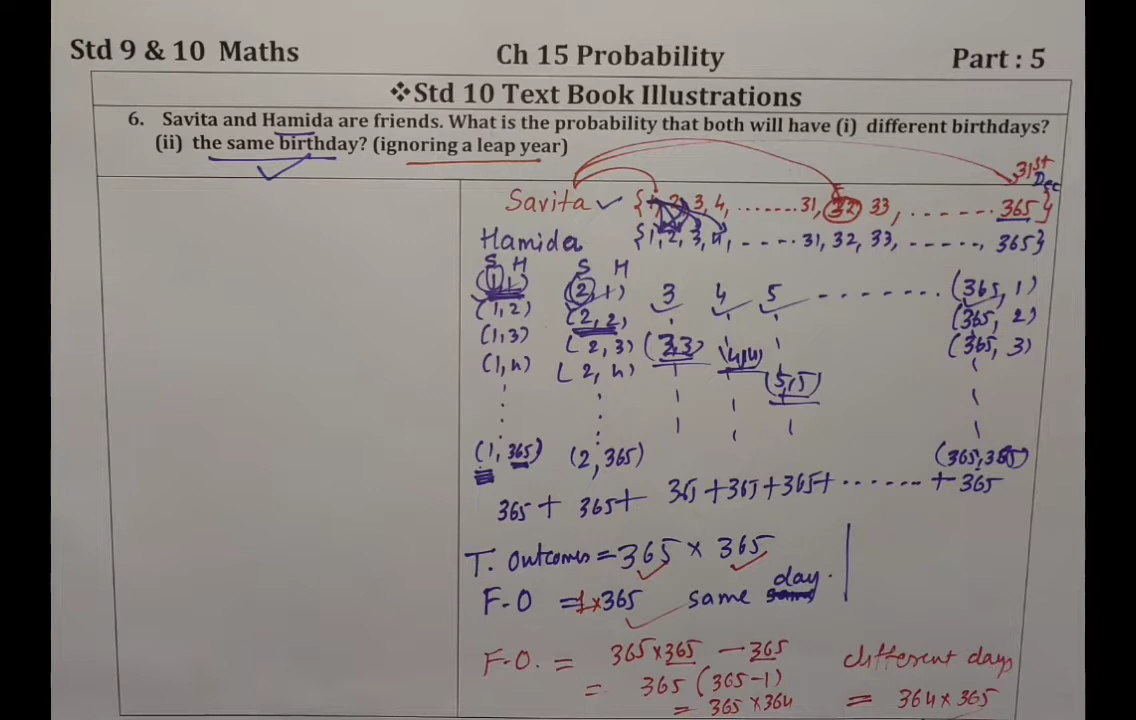 Std 9 & 10 Maths Ch 15 Probability Part : 5
❖Std 10 Text Book Illustrations
6. Savita and Hamida are friends. What is the probability that both will have (i) different birthdays?
(ii) the same birthday? (ignoring a leap year)
31st
Dec
Savita {1, 2, 3, 4, ....... 31, 32 33, ....... 365}
Hamida {1, 2, 3, 4, ---- 31, 32, 33, ------, 365}
S H S H
(1, 1) (2, 1) 3 4 5 -------- (365, 1)
(1, 2) (2, 2) (365, 2)
(1,3) (2, 3) (3,3) (4,4) (365, 3)
(1, 4) (2, 4) (5,5)
(1, 365) (2, 365) (365, 365)
365 + 365 + 365 + 365 + 365 + ....... + 365
T. Outcomes = 365 × 365
F-O = 1×365 same day.
F-O. = 365×365 — 365 different days
= 365 (365-1)
= 365 × 364 = 364 × 365